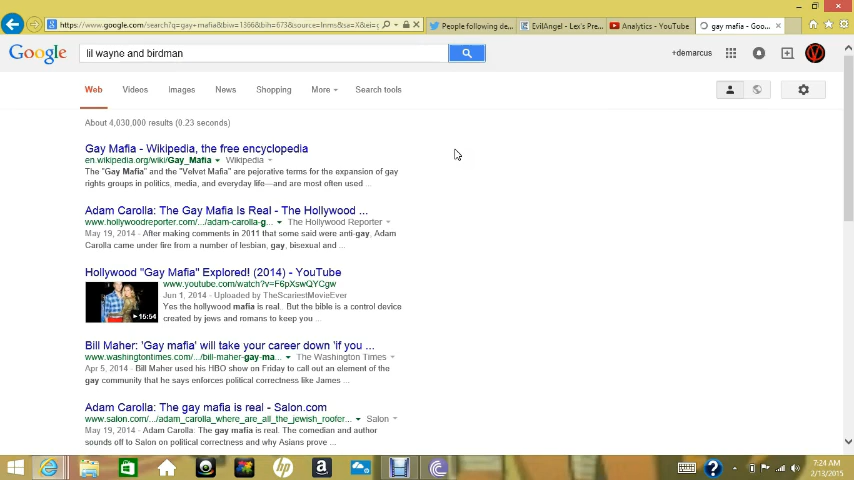 https://www.google.com/search?q=gay+mafia&biw=1366&bih=673&source=lnms&sa=X&ei=
People following de...
EvilAngel - Lex's Pre...
Analytics - YouTube
gay mafia - Goo...
Google
lil wayne and birdman
+demarcus
Web Videos Images News Shopping More Search tools
About 4,030,000 results (0.23 seconds)
Gay Mafia - Wikipedia, the free encyclopedia
en.wikipedia.org/wiki/Gay_Mafia Wikipedia
The "Gay Mafia" and the "Velvet Mafia" are pejorative terms for the expansion of gay
rights groups in politics, media, and everyday life—and are most often used ...
Adam Carolla: The Gay Mafia Is Real - The Hollywood ...
www.hollywoodreporter.com/.../adam-carolla-g... The Hollywood Reporter
May 19, 2014 - After making comments in 2011 that some said were anti-gay, Adam
Carolla came under fire from a number of lesbian, gay, bisexual and ...
Hollywood "Gay Mafia" Explored! (2014) - YouTube
www.youtube.com/watch?v=F6pXswQYCgw
Jun 1, 2014 - Uploaded by TheScariestMovieEver
Yes the hollywood mafia is real. But the bible is a control device
created by jews and romans to keep you ...
15:54
Bill Maher: 'Gay mafia' will take your career down 'if you ...
www.washingtontimes.com/.../bill-maher-gay-ma... The Washington Times
Apr 5, 2014 - Bill Maher used his HBO show on Friday to call out an element of the
gay community that he says enforces political correctness like James ...
Adam Carolla: The gay mafia is real - Salon.com
www.salon.com/.../adam_carolla_where_are_all_the_jewish_roofer... Salon
May 19, 2014 - Adam Carolla: The gay mafia is real. The comedian and author
sounds off to Salon on political correctness and why Asians prove ...
hp
a
7:24 AM
2/13/2015